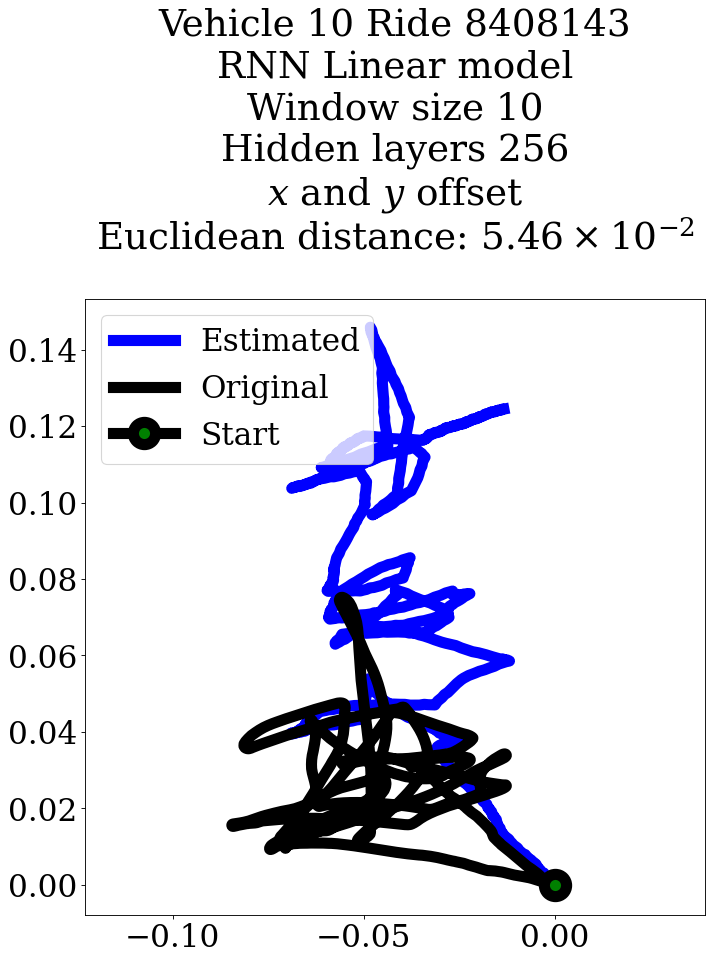 Vehicle 10 Ride 8408143
RNN Linear model
Window size 10
Hidden layers 256
x and y offset
Euclidean distance: 5.46 × 10⁻²
Estimated
Original
Start
0.14
0.12
0.10
0.08
0.06
0.04
0.02
0.00
−0.10
−0.05
0.00